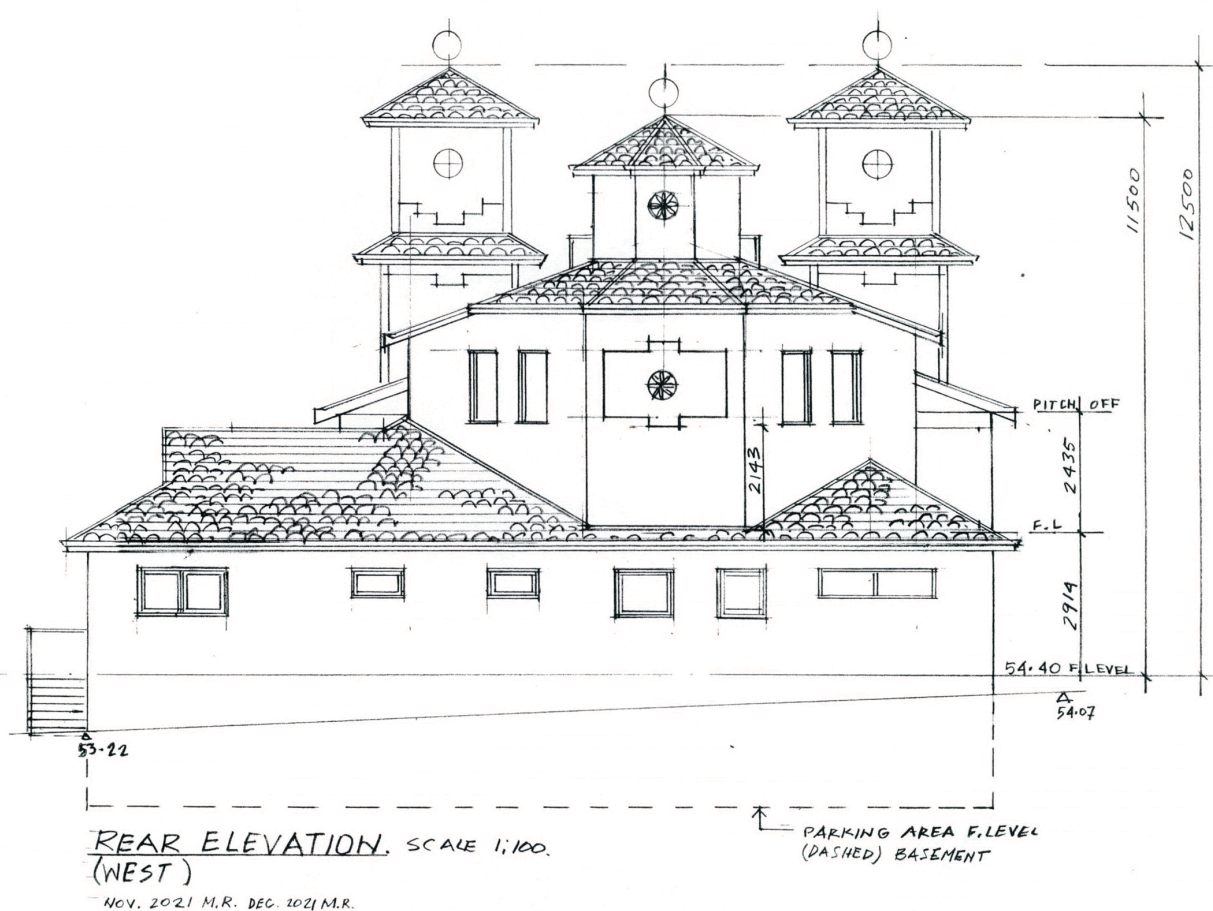 11500
12500
PITCH OFF
2435
2143
F.L
2914
54.40 F.LEVEL
54.07
53.22
PARKING AREA F.LEVEL
(DASHED) BASEMENT
REAR ELEVATION. SCALE 1:100.
(WEST)
NOV. 2021 M.R. DEC. 2021 M.R.